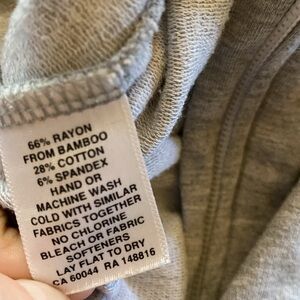 66% RAYON
FROM BAMBOO
28% COTTON
6% SPANDEX
HAND OR
MACHINE WASH
COLD WITH SIMILAR
FABRICS TOGETHER
NO CHLORINE
BLEACH OR FABRIC
SOFTENERS
LAY FLAT TO DRY
CA 60044 RA 148816